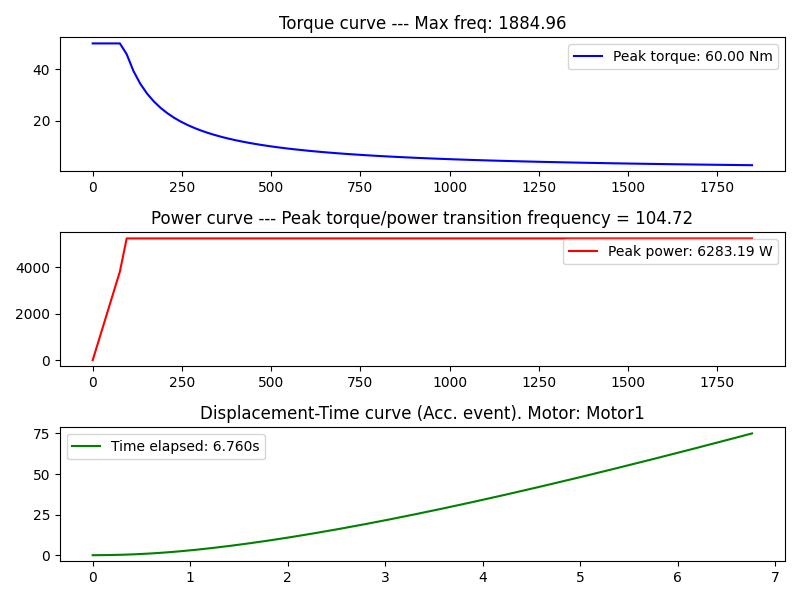 Torque curve --- Max freq: 1884.96
Peak torque: 60.00 Nm
40
20
0 250 500 750 1000 1250 1500 1750
Power curve --- Peak torque/power transition frequency = 104.72
Peak power: 6283.19 W
4000
2000
0
0 250 500 750 1000 1250 1500 1750
Displacement-Time curve (Acc. event). Motor: Motor1
Time elapsed: 6.760s
75
50
25
0
0 1 2 3 4 5 6 7